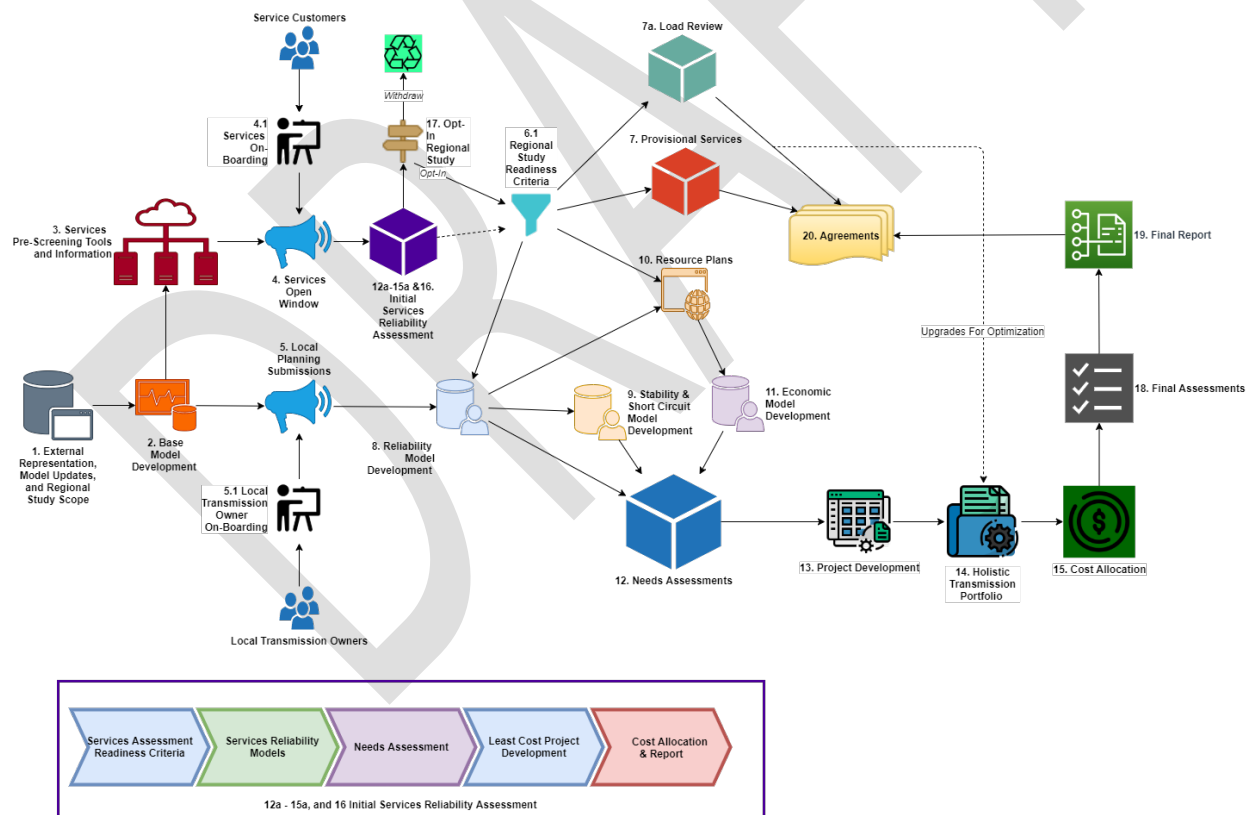 Service Customers
7a. Load Review
Withdraw
4.1
Services
On-
Boarding
17. Opt-
In
Regional
Study
Opt-In
6.1
Regional
Study
Readiness
Criteria
7. Provisional Services
3. Services
Pre-Screening Tools
and Information
4. Services
Open
Window
12a-15a &16.
Initial
Services
Reliability
Assessment
10. Resource Plans
20. Agreements
19. Final Report
Upgrades For Optimization
5. Local
Planning
Submissions
1. External
Representation,
Model Updates,
and Regional
Study Scope
2. Base
Model
Development
8. Reliability
Model
Development
9. Stability &
Short Circuit
Model
Development
11. Economic
Model
Development
18. Final Assessments
5.1 Local
Transmission
Owner
On-Boarding
Local Transmission Owners
12. Needs Assessments
13. Project Development
14. Holistic
Transmission
Portfolio
$
15. Cost Allocation
Services Assessment
Readiness Criteria
Services Reliability
Models
Needs Assessment
Least Cost Project
Development
Cost Allocation
& Report
12a - 15a, and 16 Initial Services Reliability Assessment
DRAFT